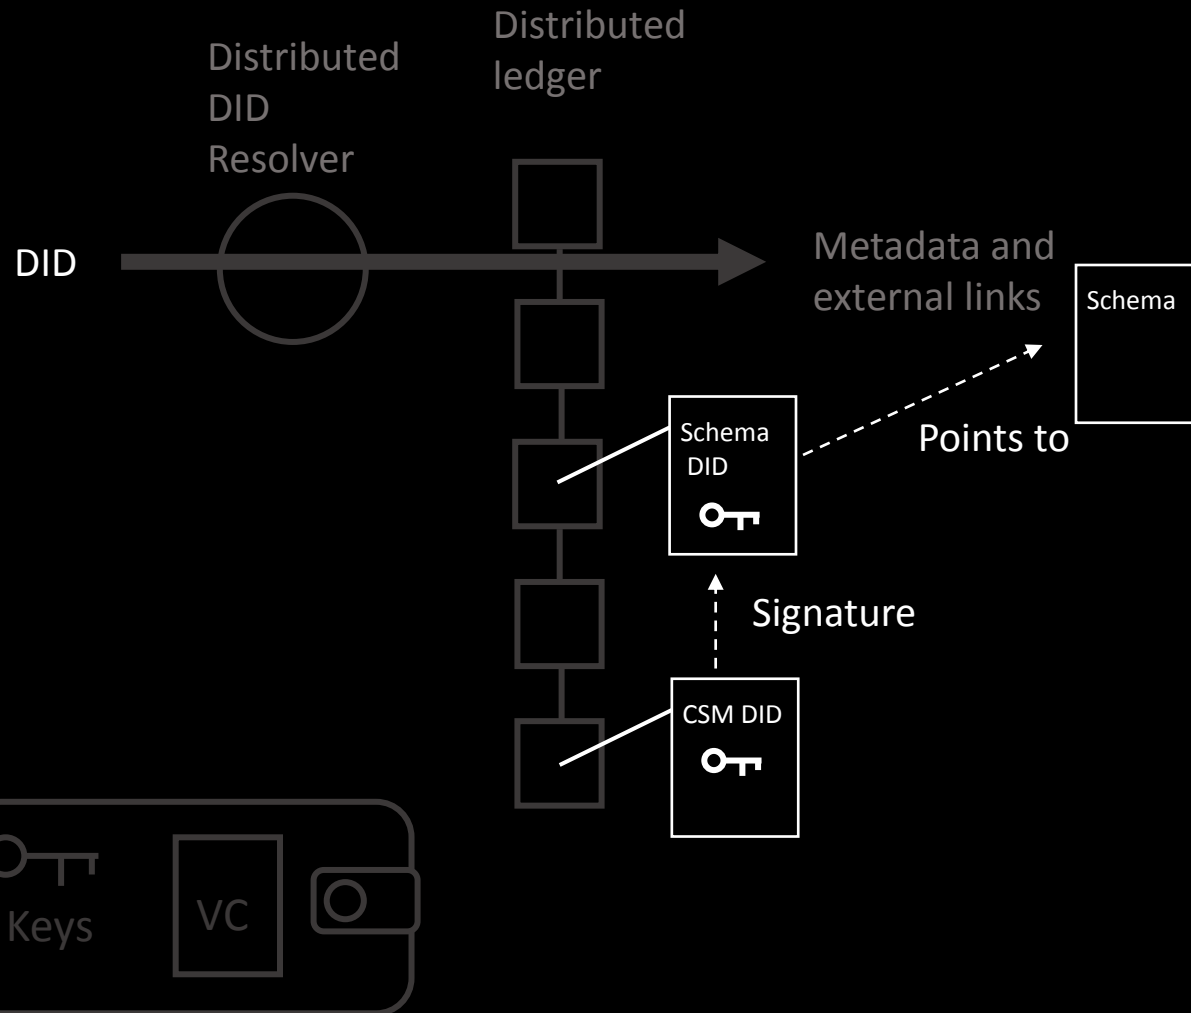 Distributed
ledger
Distributed
DID
Resolver
DID
Metadata and
external links
Schema
Schema
DID
Points to
Signature
CSM DID
Keys
VC